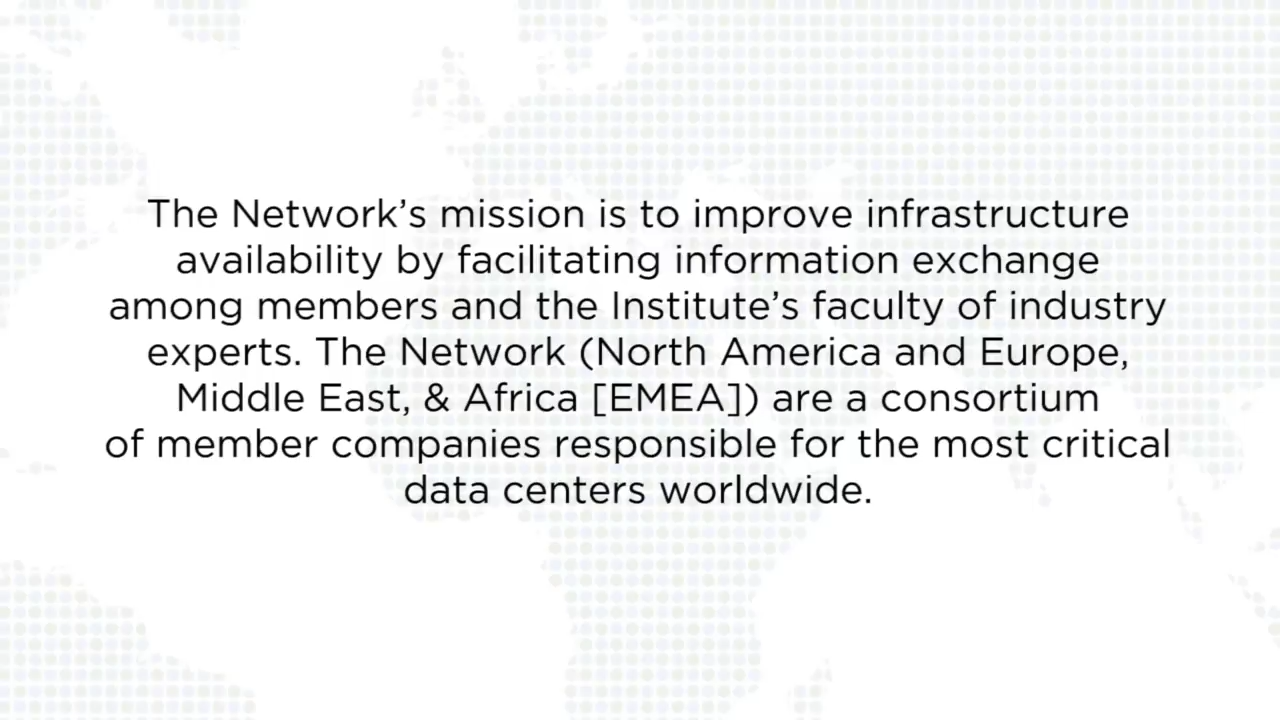 The Network’s mission is to improve infrastructure
availability by facilitating information exchange
among members and the Institute’s faculty of industry
experts. The Network (North America and Europe,
Middle East, & Africa [EMEA]) are a consortium
of member companies responsible for the most critical
data centers worldwide.